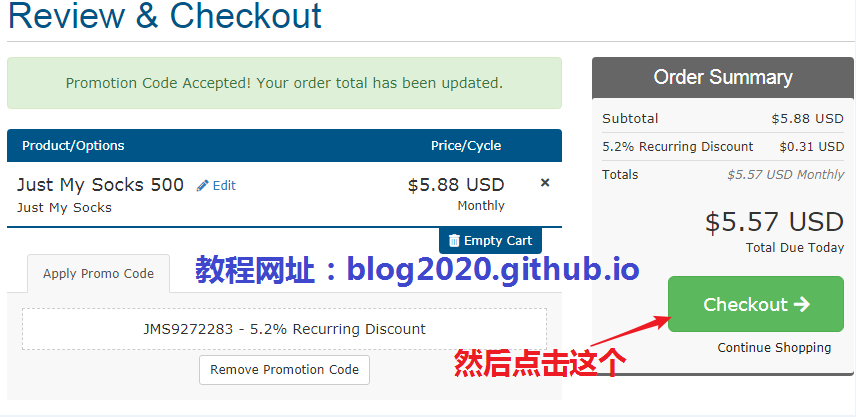 Review & Checkout
Promotion Code Accepted! Your order total has been updated.
Product/Options Price/Cycle
Just My Socks 500 Edit $5.88 USD
Just My Socks Monthly
Empty Cart
Apply Promo Code
教程网址：blog2020.github.io
JMS9272283 - 5.2% Recurring Discount
Remove Promotion Code
Order Summary
Subtotal $5.88 USD
5.2% Recurring Discount $0.31 USD
Totals $5.57 USD Monthly
$5.57 USD
Total Due Today
Checkout
然后点击这个
Continue Shopping